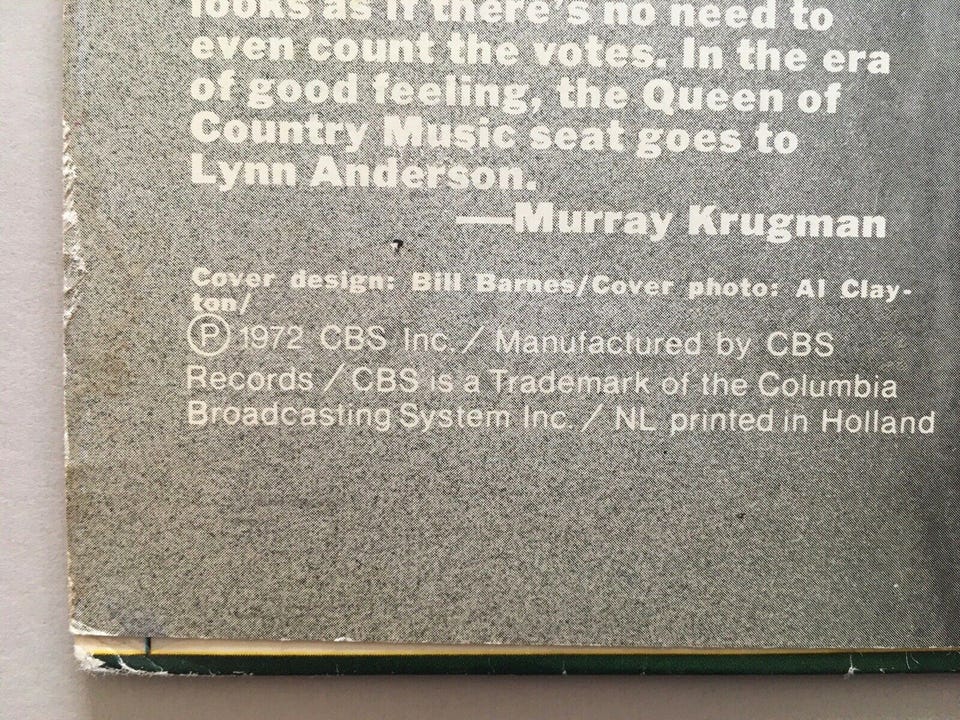 looks as if there's no need to
even count the votes. In the era
of good feeling, the Queen of
Country Music seat goes to
Lynn Anderson.
—Murray Krugman
Cover design: Bill Barnes/Cover photo: Al Clay-
ton/
Ⓟ 1972 CBS Inc. / Manufactured by CBS
Records / CBS is a Trademark of the Columbia
Broadcasting System Inc. / NL printed in Holland